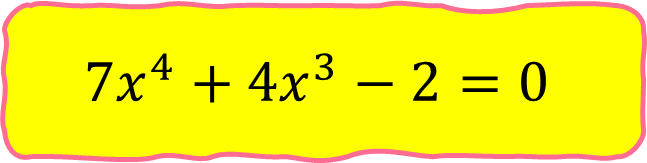 7x⁴ + 4x³ − 2 = 0